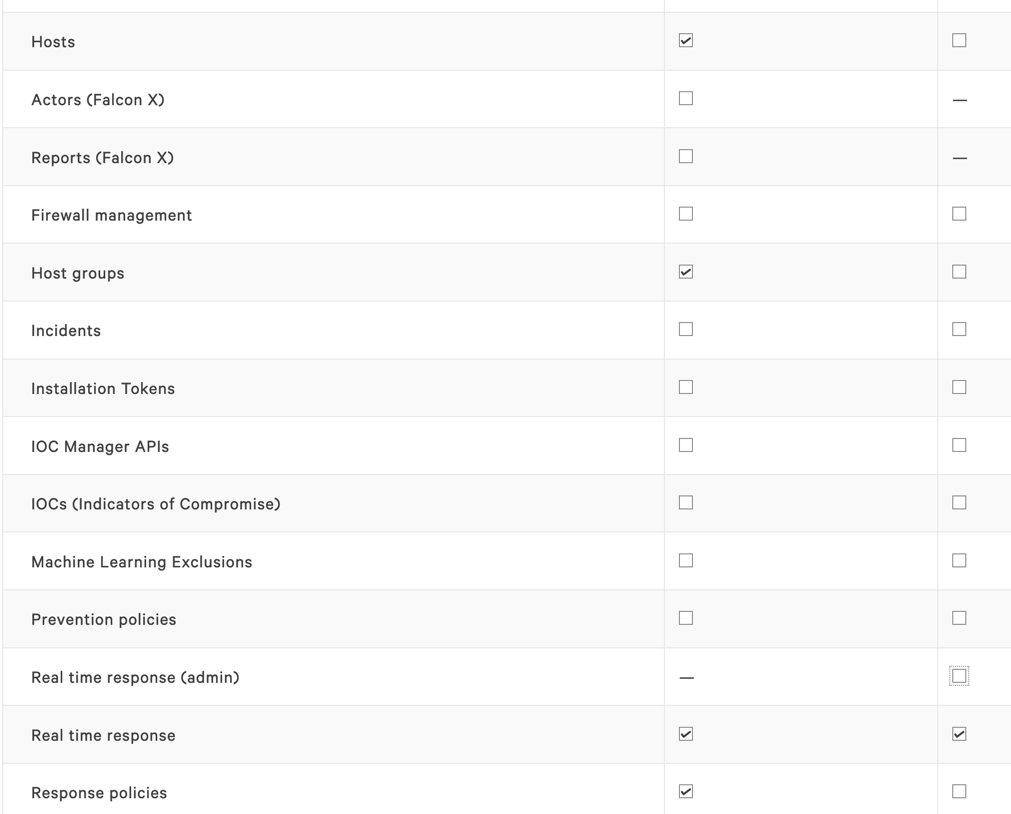 Hosts
Actors (Falcon X)
—
Reports (Falcon X)
—
Firewall management
Host groups
Incidents
Installation Tokens
IOC Manager APIs
IOCs (Indicators of Compromise)
Machine Learning Exclusions
Prevention policies
Real time response (admin)
—
Real time response
Response policies